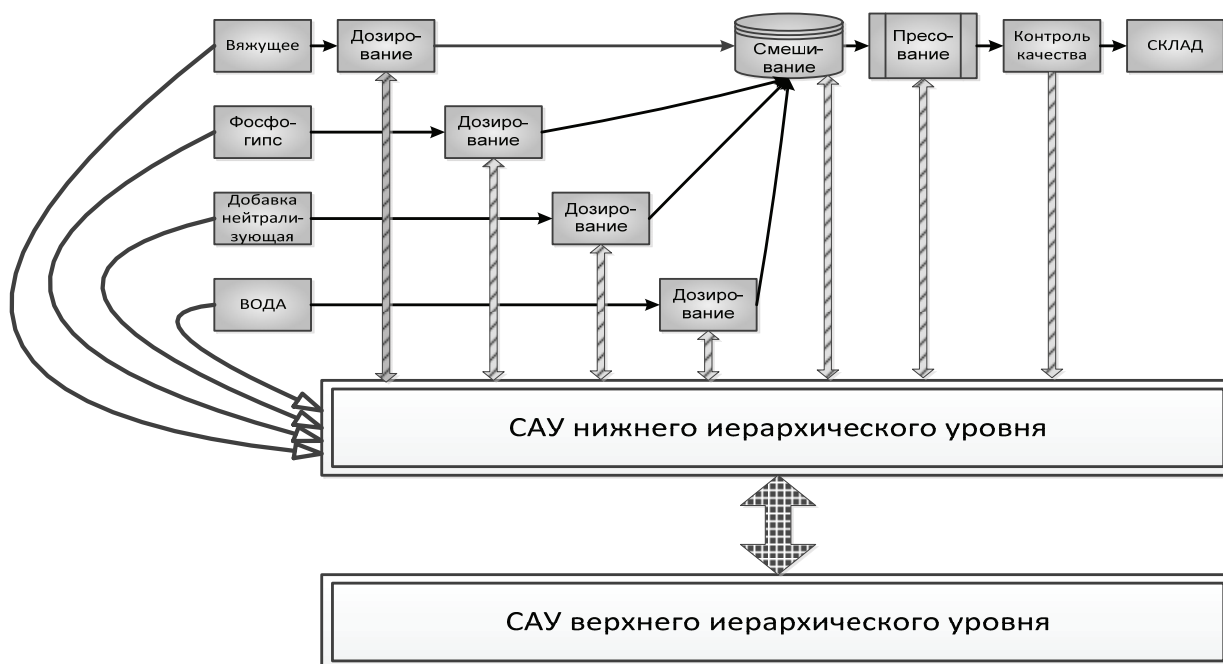 Вяжущее
Дозиро-
вание
Смеши-
вание
Пресо-
вание
Контроль
качества
СКЛАД
Фосфо-
гипс
Дозиро-
вание
Добавка
нейтрали-
зующая
Дозиро-
вание
ВОДА
Дозиро-
вание
САУ нижнего иерархического уровня
САУ верхнего иерархического уровня